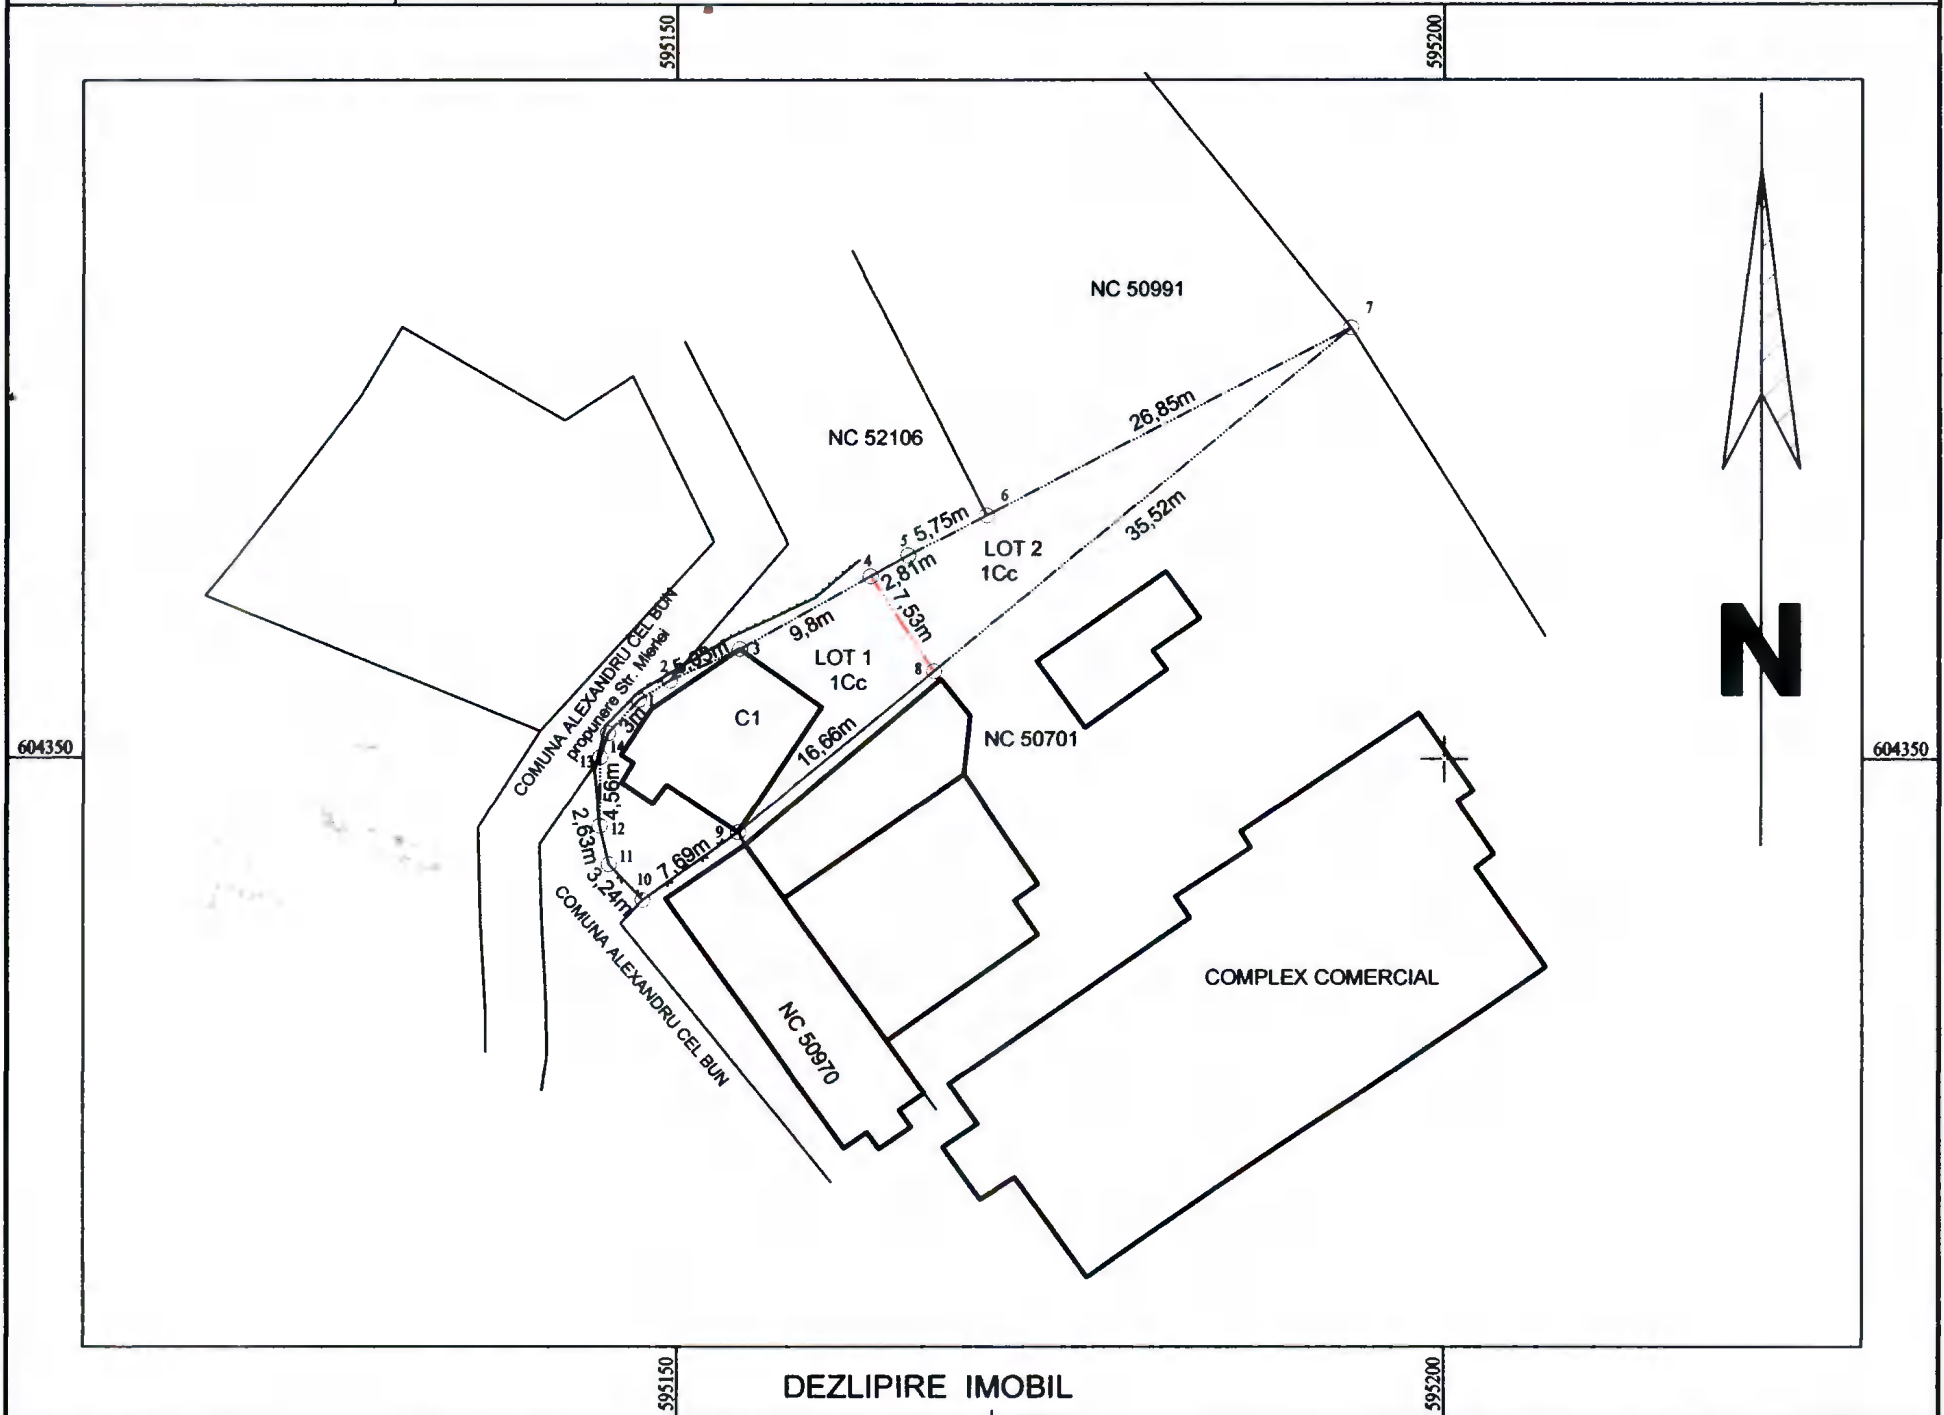 595150
595200
NC 50991
7
26,85m
NC 52106
6
35,52m
5,75m
5
LOT 2
1Cc
4
2,81m
7,53m
9,8m
COMUNA ALEXANDRU CEL BUN
propunere Str. Mierlei
3
2
LOT 1
1Cc
8
C1
16,66m
NC 50701
604350
604350
3m
14
13
4,56m
12
2,63m
9
11
7,69m
10
3,24m
COMUNA ALEXANDRU CEL BUN
NC 50970
COMPLEX COMERCIAL
N
595150
DEZLIPIRE IMOBIL
595200